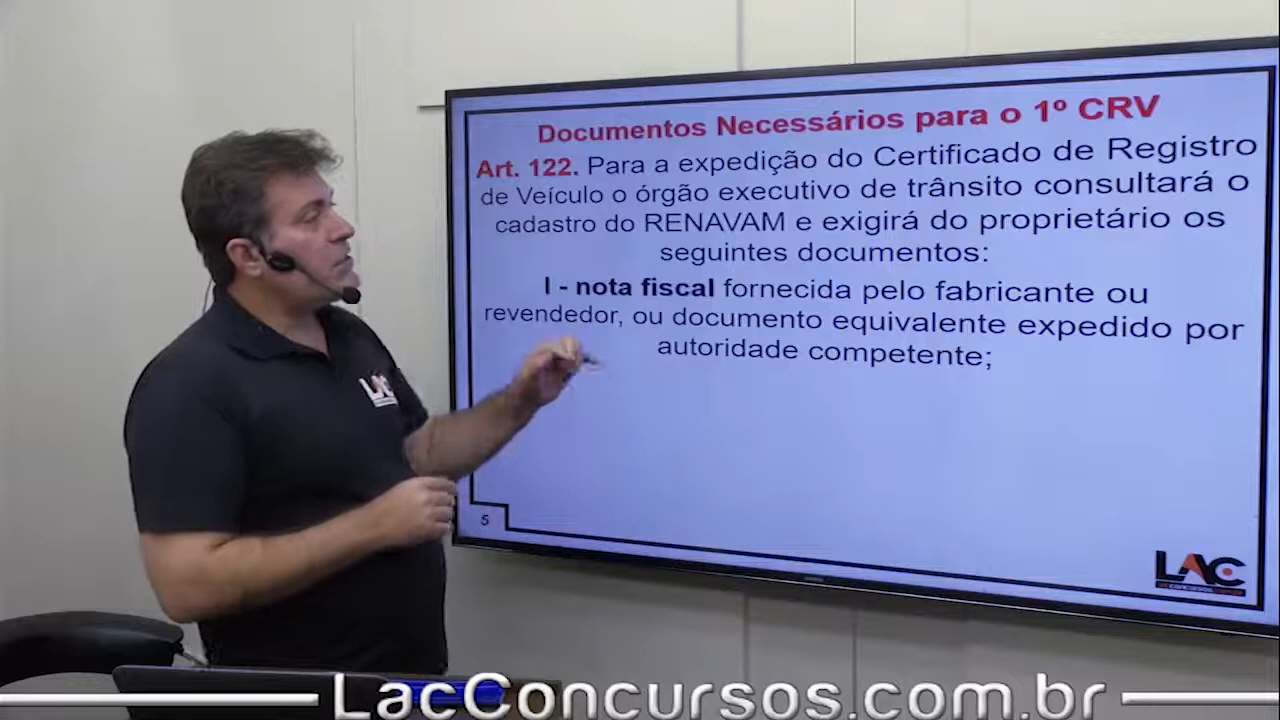 Documentos Necessários para o 1º CRV
Art. 122. Para a expedição do Certificado de Registro
de Veículo o órgão executivo de trânsito consultará o
cadastro do RENAVAM e exigirá do proprietário os
seguintes documentos:
I - nota fiscal fornecida pelo fabricante ou
revendedor, ou documento equivalente expedido por
autoridade competente;
5
LAC
LAC
LacConcursos.com.br